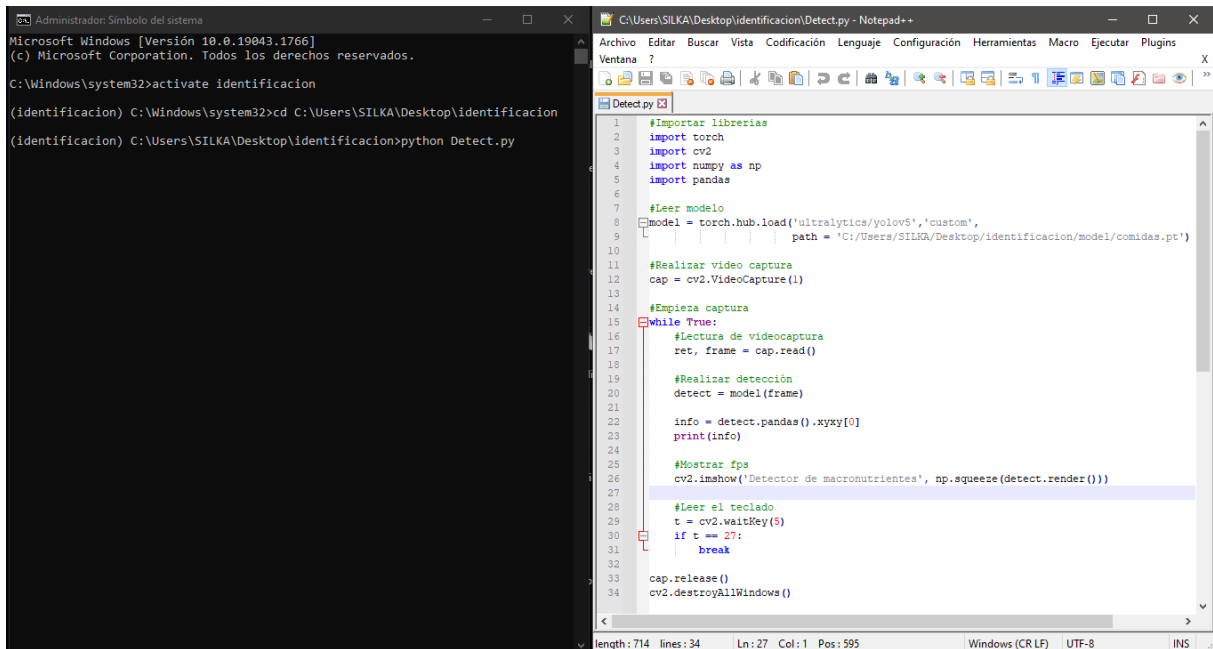 Administrador: Símbolo del sistema
Microsoft Windows [Versión 10.0.19043.1766]
(c) Microsoft Corporation. Todos los derechos reservados.
C:\Windows\system32>activate identificacion
(identificacion) C:\Windows\system32>cd C:\Users\SILKA\Desktop\identificacion
(identificacion) C:\Users\SILKA\Desktop\identificacion>python Detect.py
C:\Users\SILKA\Desktop\identificacion\Detect.py - Notepad++
Archivo Editar Buscar Vista Codificación Lenguaje Configuración Herramientas Macro Ejecutar Plugins
Ventana ? X
Detect.py
1 #Importar librerias
2 import torch
3 import cv2
4 import numpy as np
5 import pandas
6
7 #Leer modelo
8 model = torch.hub.load('ultralytics/yolov5','custom',
9 path = 'C:/Users/SILKA/Desktop/identificacion/model/comidas.pt')
10
11 #Realizar video captura
12 cap = cv2.VideoCapture(1)
13
14 #Empieza captura
15 while True:
16 #Lectura de videocaptura
17 ret, frame = cap.read()
18
19 #Realizar detección
20 detect = model(frame)
21
22 info = detect.pandas().xyxy[0]
23 print(info)
24
25 #Mostrar fps
26 cv2.imshow('Detector de macronutrientes', np.squeeze(detect.render()))
27
28 #Leer el teclado
29 t = cv2.waitKey(5)
30 if t == 27:
31 break
32
33 cap.release()
34 cv2.destroyAllWindows()
length : 714 lines : 34 Ln : 27 Col : 1 Pos : 595 Windows (CR LF) UTF-8 INS